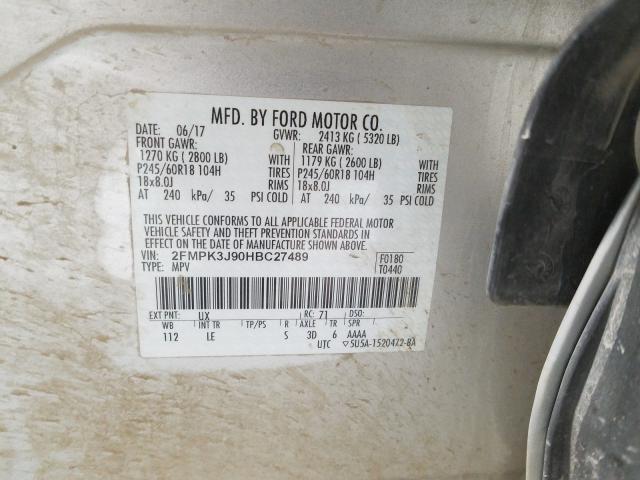 MFD. BY FORD MOTOR CO.
DATE: 06/17 GVWR: 2413 KG ( 5320 LB)
FRONT GAWR: REAR GAWR:
1270 KG ( 2800 LB) WITH 1179 KG ( 2600 LB) WITH
P245/60R18 104H TIRES P245/60R18 104H TIRES
18x8.0J RIMS 18x8.0J RIMS
AT 240 kPa/ 35 PSI COLD AT 240 kPa/ 35 PSI COLD
THIS VEHICLE CONFORMS TO ALL APPLICABLE FEDERAL MOTOR
VEHICLE SAFETY AND THEFT PREVENTION STANDARDS IN
EFFECT ON THE DATE OF MANUFACTURE SHOWN ABOVE.
VIN: 2FMPK3J90HBC27489 F0180
TYPE: MPV T0440
EXT PNT: UX RC: 71 DSO:
WB INT TR TP/PS R AXLE TR SPR
112 LE S 3D 6 AAAA
UTC ▽5U5A-1520472-BA